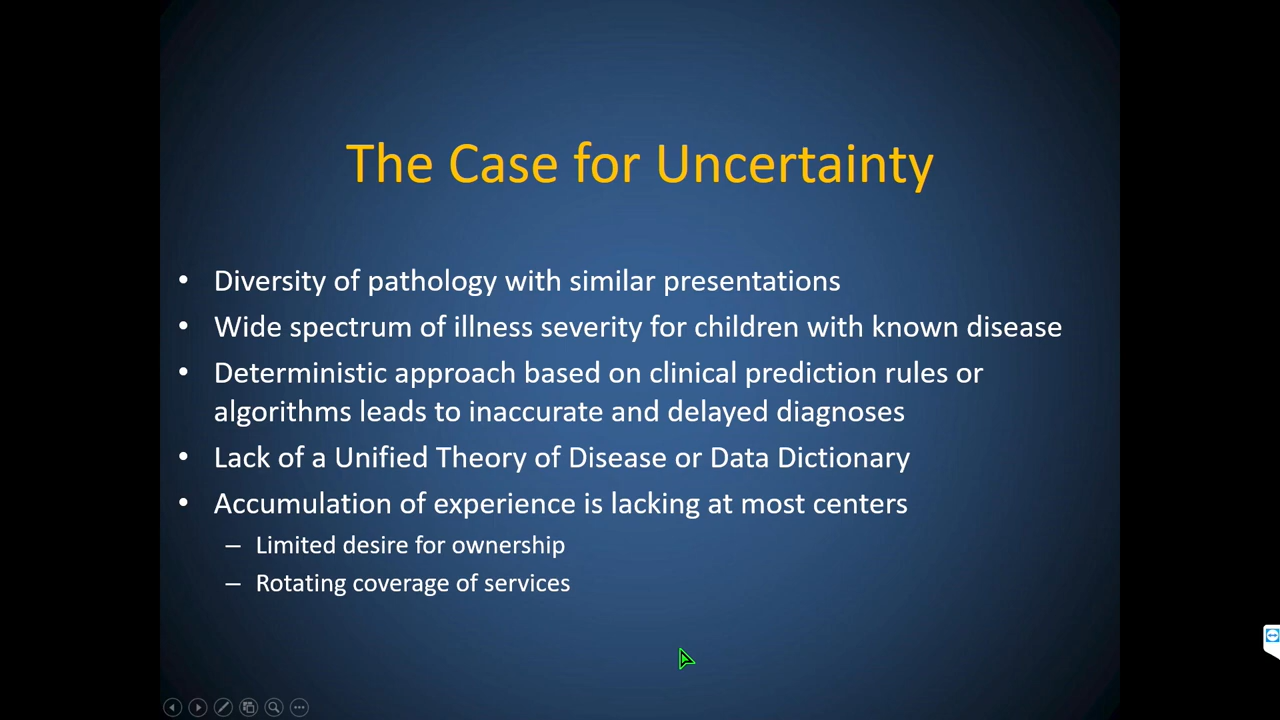 The Case for Uncertainty
• Diversity of pathology with similar presentations
• Wide spectrum of illness severity for children with known disease
• Deterministic approach based on clinical prediction rules or
algorithms leads to inaccurate and delayed diagnoses
• Lack of a Unified Theory of Disease or Data Dictionary
• Accumulation of experience is lacking at most centers
– Limited desire for ownership
– Rotating coverage of services